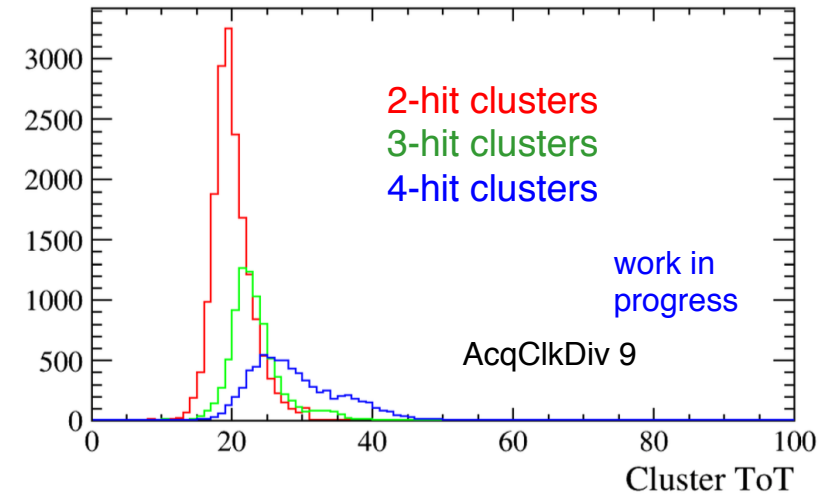 3000
2500
2000
1500
1000
500
0
2-hit clusters
3-hit clusters
4-hit clusters
work in
progress
AcqClkDiv 9
0 20 40 60 80 100
Cluster ToT